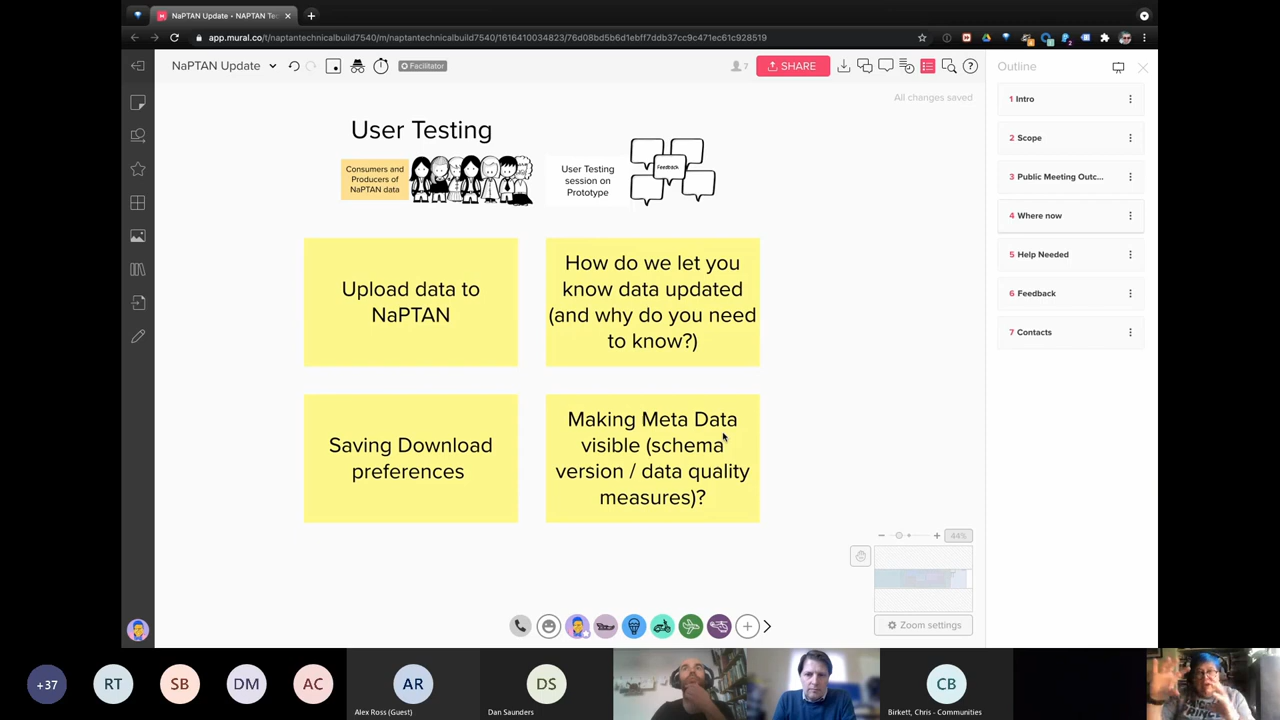 NaPTAN Update • NAPTAN Tec
app.mural.co/t/naptantechnicalbuild7540/m/naptantechnicalbuild7540/1616410034823/76d08bd5b6d1ebff7ddb37cc9c471ec61c928519
NaPTAN Update
Facilitator
7
SHARE
Outline
All changes saved
1 Intro
2 Scope
3 Public Meeting Outc...
4 Where now
5 Help Needed
6 Feedback
7 Contacts
User Testing
Consumers and
Producers of
NaPTAN data
User Testing
session on
Prototype
Feedback
Upload data to
NaPTAN
How do we let you
know data updated
(and why do you need
to know?)
Saving Download
preferences
Making Meta Data
visible (schema
version / data quality
measures)?
44%
Zoom settings
+37
RT
SB
DM
AC
AR
Alex Ross (Guest)
DS
Dan Saunders
CB
Birkett, Chris - Communities